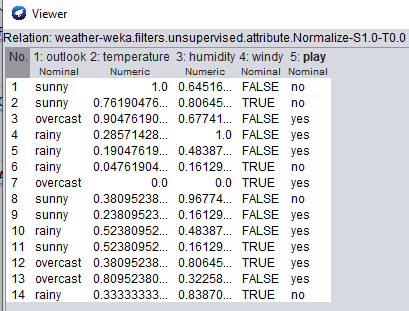 Viewer
Relation: weather-weka.filters.unsupervised.attribute.Normalize-S1.0-T0.0
No. 1: outlook 2: temperature 3: humidity 4: windy 5: play
Nominal Numeric Numeric Nominal Nominal
1 sunny 1.0 0.64516... FALSE no
2 sunny 0.76190476... 0.80645... TRUE no
3 overcast 0.90476190... 0.67741... FALSE yes
4 rainy 0.28571428... 1.0 FALSE yes
5 rainy 0.19047619... 0.48387... FALSE yes
6 rainy 0.04761904... 0.16129... TRUE no
7 overcast 0.0 0.0 TRUE yes
8 sunny 0.38095238... 0.96774... FALSE no
9 sunny 0.23809523... 0.16129... FALSE yes
10 rainy 0.52380952... 0.48387... FALSE yes
11 sunny 0.52380952... 0.16129... TRUE yes
12 overcast 0.38095238... 0.80645... TRUE yes
13 overcast 0.80952380... 0.32258... FALSE yes
14 rainy 0.33333333... 0.83870... TRUE no